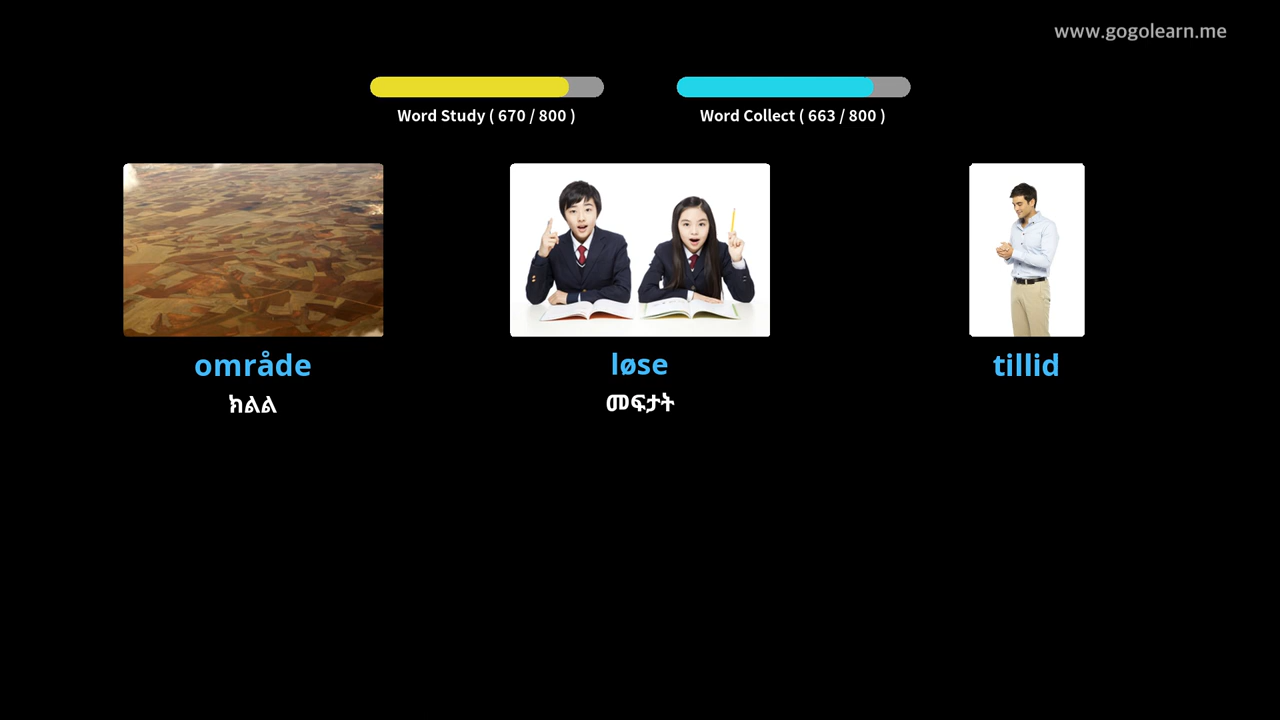 www.gogolearn.me
Word Study ( 670 / 800 )
Word Collect ( 663 / 800 )
område
ክልል
løse
መፍታት
tillid